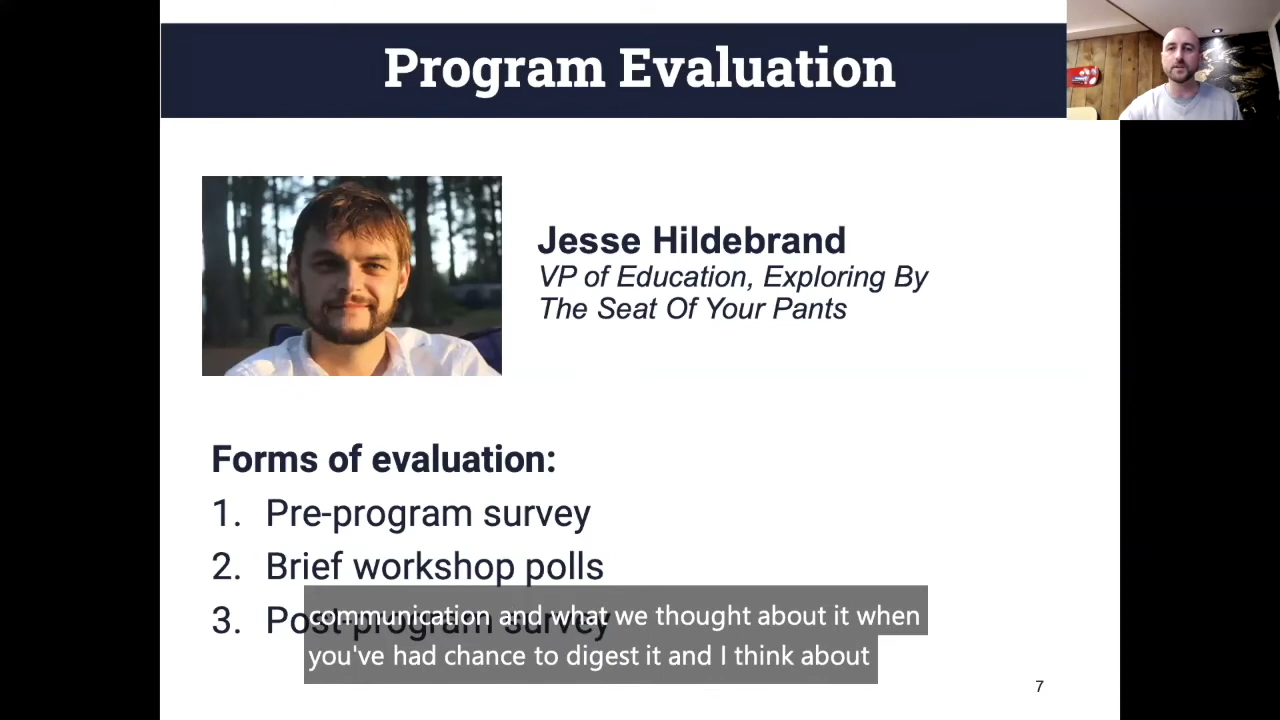 Program Evaluation
Jesse Hildebrand
VP of Education, Exploring By
The Seat Of Your Pants
Forms of evaluation:
1. Pre-program survey
2. Brief workshop polls
3. Post-program survey
communication and what we thought about it when
you've had chance to digest it and I think about
7